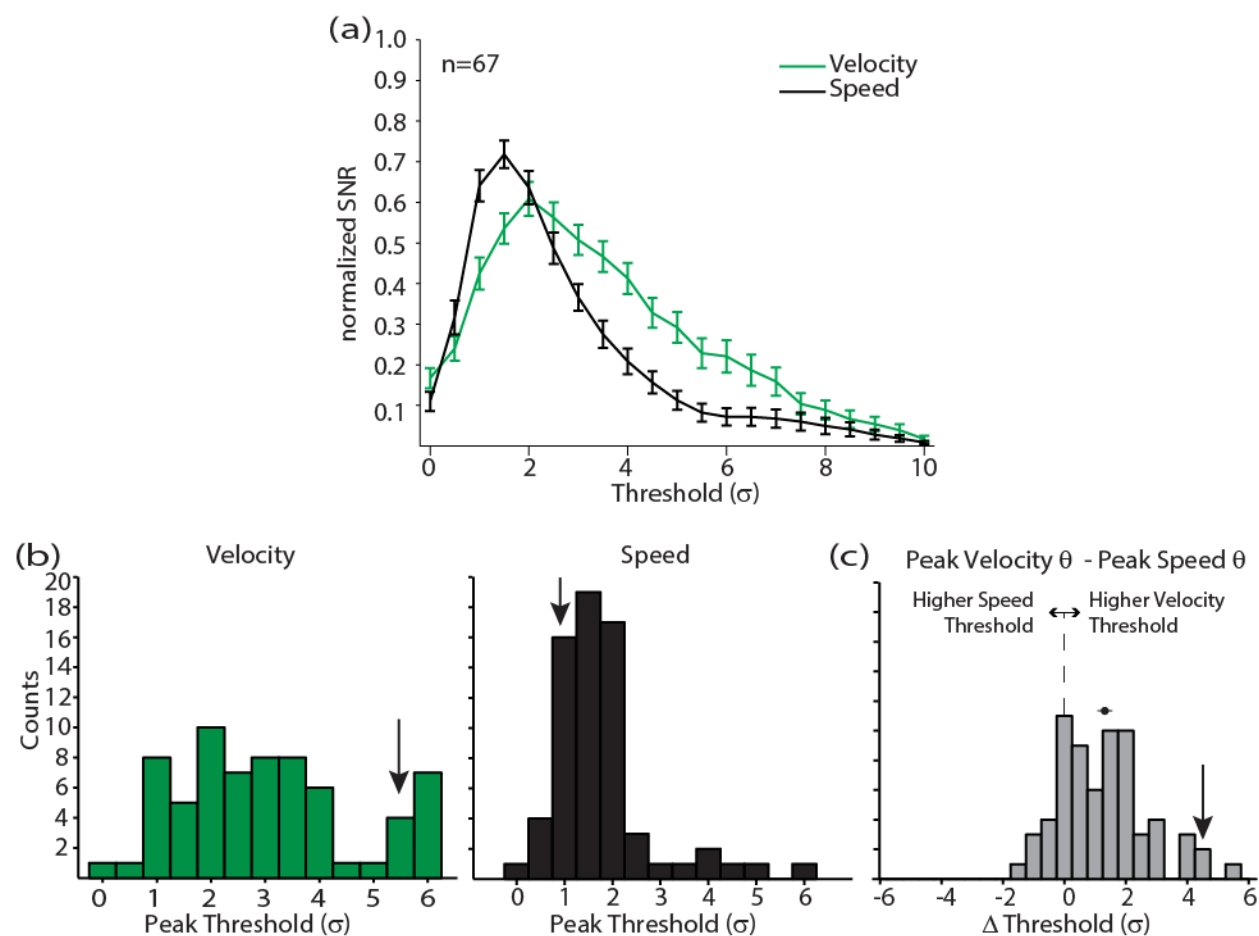 (a)
1.0
0.9
0.8
0.7
0.6
0.5
0.4
0.3
0.2
0.1
normalized SNR
n=67
Velocity
Speed
0 2 4 6 8 10
Threshold (σ)
(b)
Velocity
20
18
16
14
12
10
8
6
4
2
Counts
0 1 2 3 4 5 6
Peak Threshold (σ)
Speed
0 1 2 3 4 5 6
Peak Threshold (σ)
(c)
Peak Velocity θ - Peak Speed θ
Higher Speed
Threshold
Higher Velocity
Threshold
-6 -4 -2 0 2 4 6
Δ Threshold (σ)